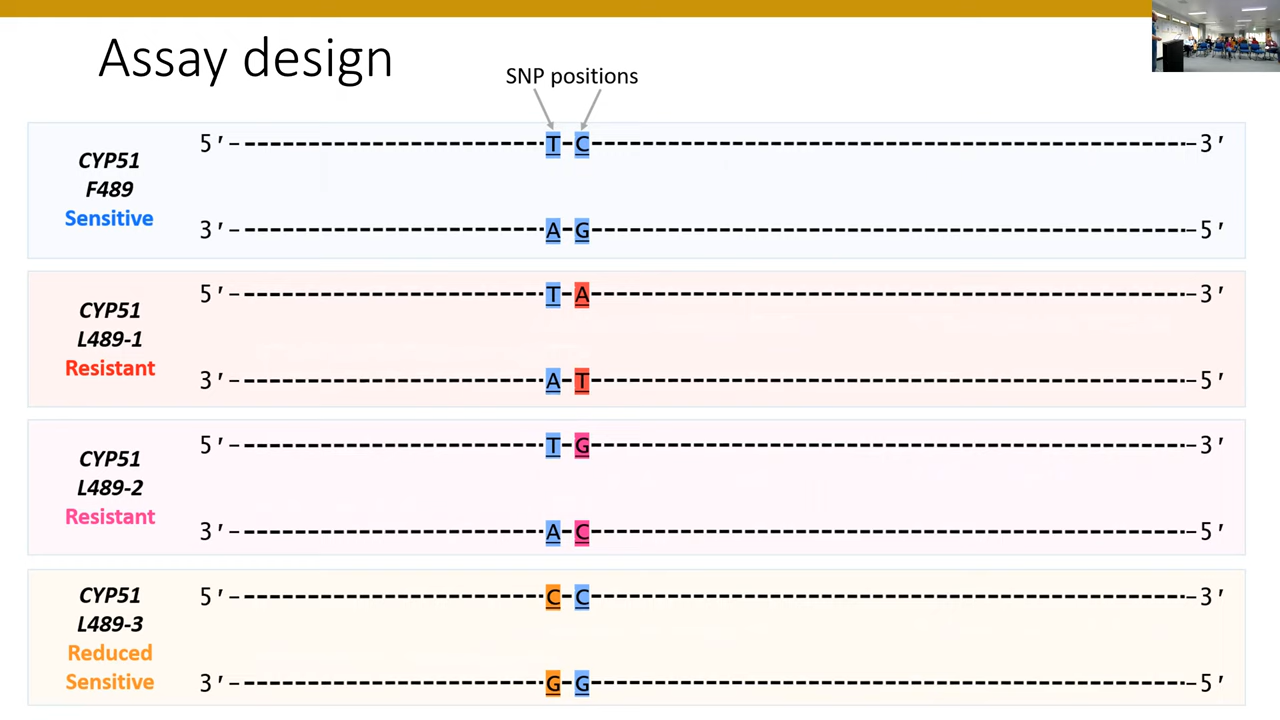 Assay design
SNP positions
CYP51
F489
Sensitive
5′-----T-C-----3′
3′-----A-G-----5′
CYP51
L489-1
Resistant
5′-----T-A-----3′
3′-----A-T-----5′
CYP51
L489-2
Resistant
5′-----T-G-----3′
3′-----A-C-----5′
CYP51
L489-3
Reduced
Sensitive
5′-----C-C-----3′
3′-----G-G-----5′